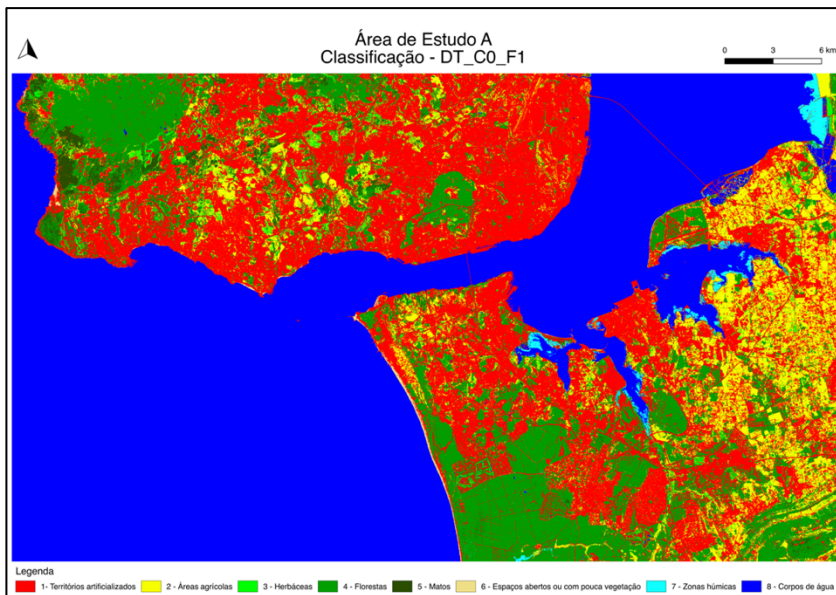 Área de Estudo A
Classificação - DT_C0_F1
0 3 6 km
Legenda
1- Territórios artificializados 2 - Áreas agrícolas 3 - Herbáceas 4 - Florestas 5 - Matos 6 - Espaços abertos ou com pouca vegetação 7 - Zonas húmicas 8 - Corpos de água